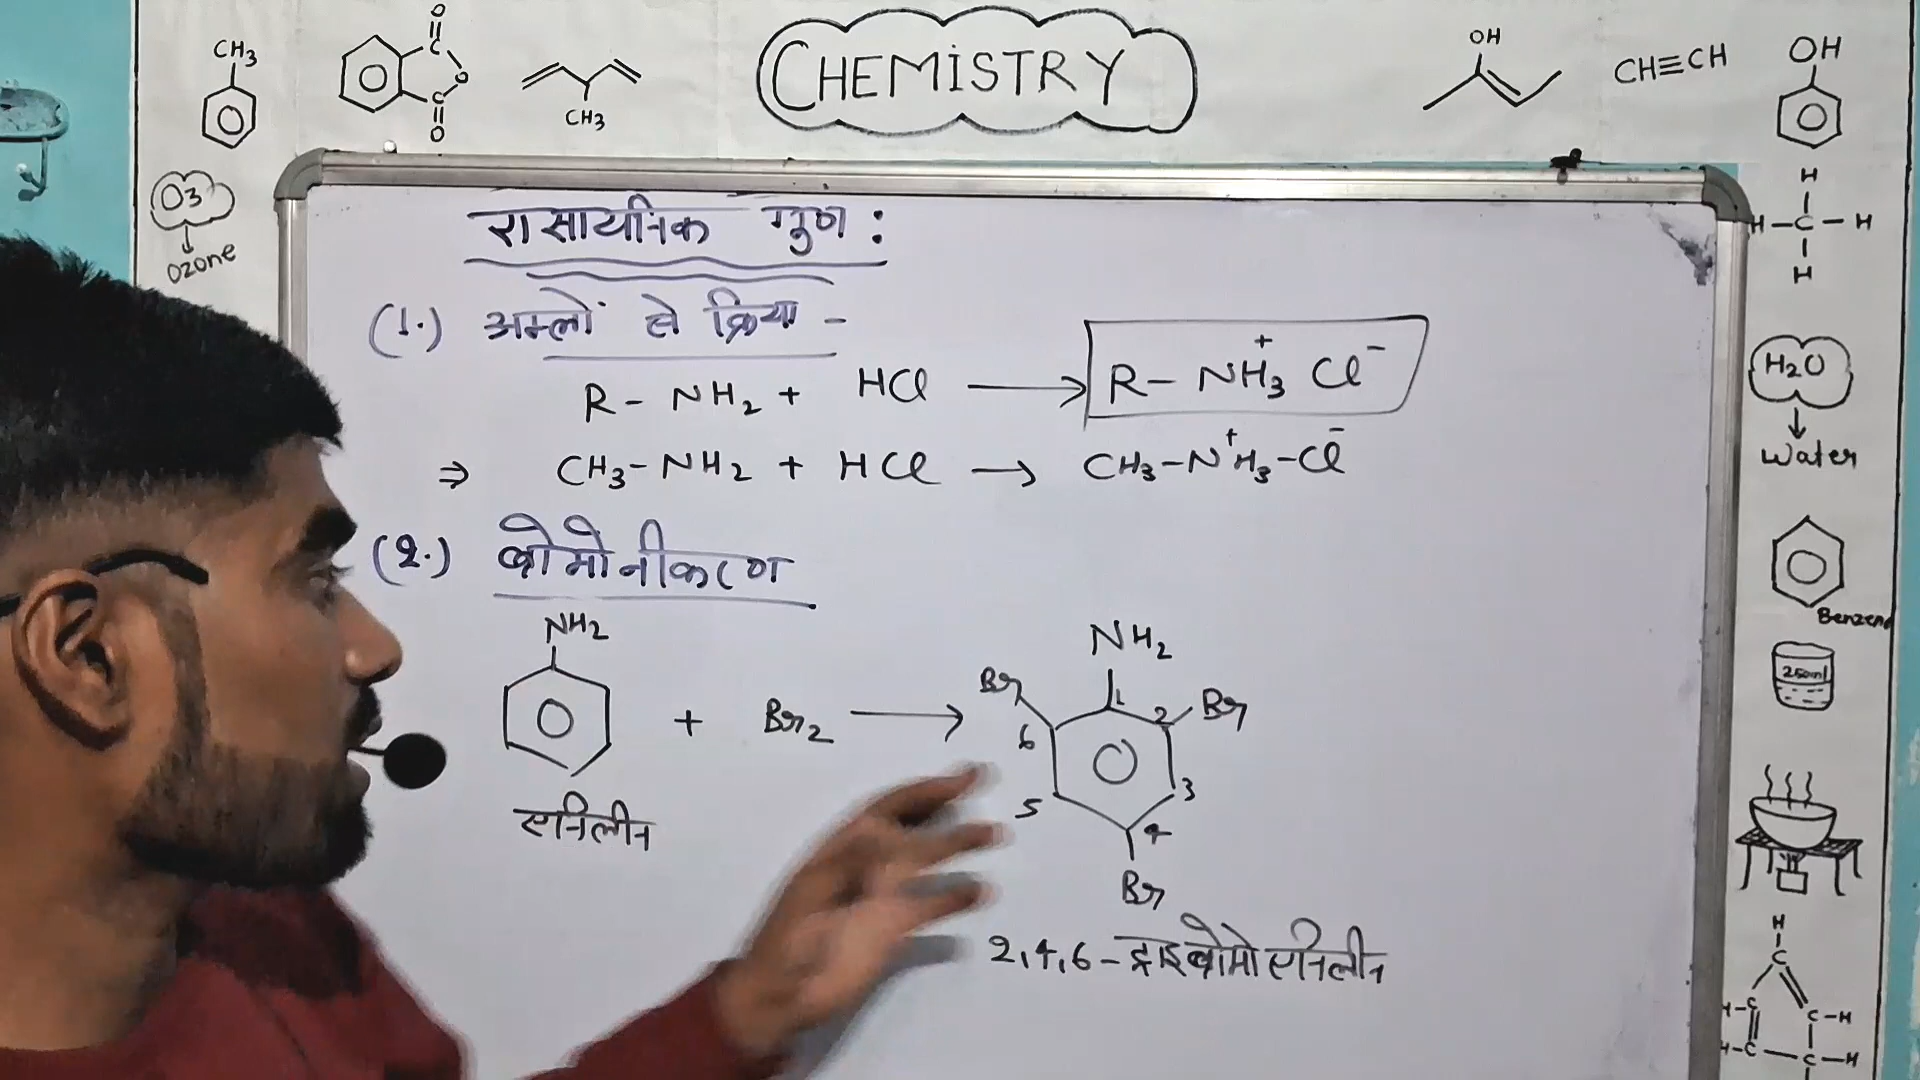 CHEMISTRY
CH3
O
C
O
C
O
CH3
OH
CH≡CH
OH
O3
Ozone
H
H-C-H
H
H2O
Water
Benzene
250ml
H
C
H-C C-H
H-C C-H
रासायनिक गुण :
(1.) अम्लों से क्रिया -
R- NH2 + HCl → R- NH3+ Cl-
⇒ CH3-NH2 + HCl → CH3-N+H3-Cl-
(2.) ब्रोमोनीकरण
NH2
+ Br2 →
एनिलीन
NH2
Br 1 2 Br
6
5 3
4
Br
2,4,6-ट्राइब्रोमो एनिलीन